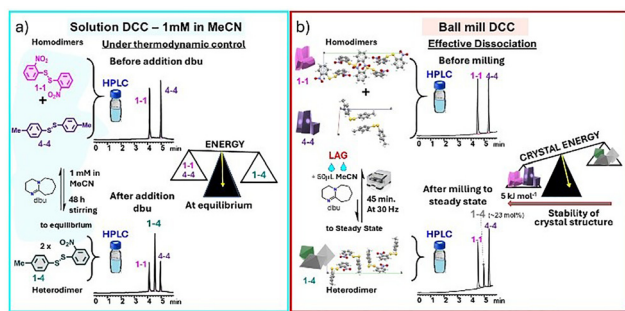 a) Solution DCC – 1mM in MeCN
Homodimers
Under thermodynamic control
Before addition dbu
NO₂
S
S
NO₂
1-1
+
Me
S
S
Me
4-4
HPLC
1-1
4-4
0 1 2 3 4 5 min
1 mM in
MeCN
dbu
48 h
stirring
to equilibrium
ENERGY
1-1
4-4
1-4
At equilibrium
After addition
dbu
1-4
HPLC
1-1
4-4
0 1 2 3 4 5 min
2 x
NO₂
Me
S
S
1-4
Heterodimer
b) Ball mill DCC
Homodimers
Effective Dissociation
Before milling
1-1
+
4-4
HPLC
1-1
4-4
0 1 2 3 4 5 min
LAG
+ 50µL MeCN
dbu
45 min.
At 30 Hz
to Steady State
CRYSTAL ENERGY
5 kJ mol⁻¹
Stability of
crystal structure
After milling to
steady state
1-4 (~23 mol%)
HPLC
1-1
4-4
0 1 2 3 4 5 min
1-4
Heterodimer